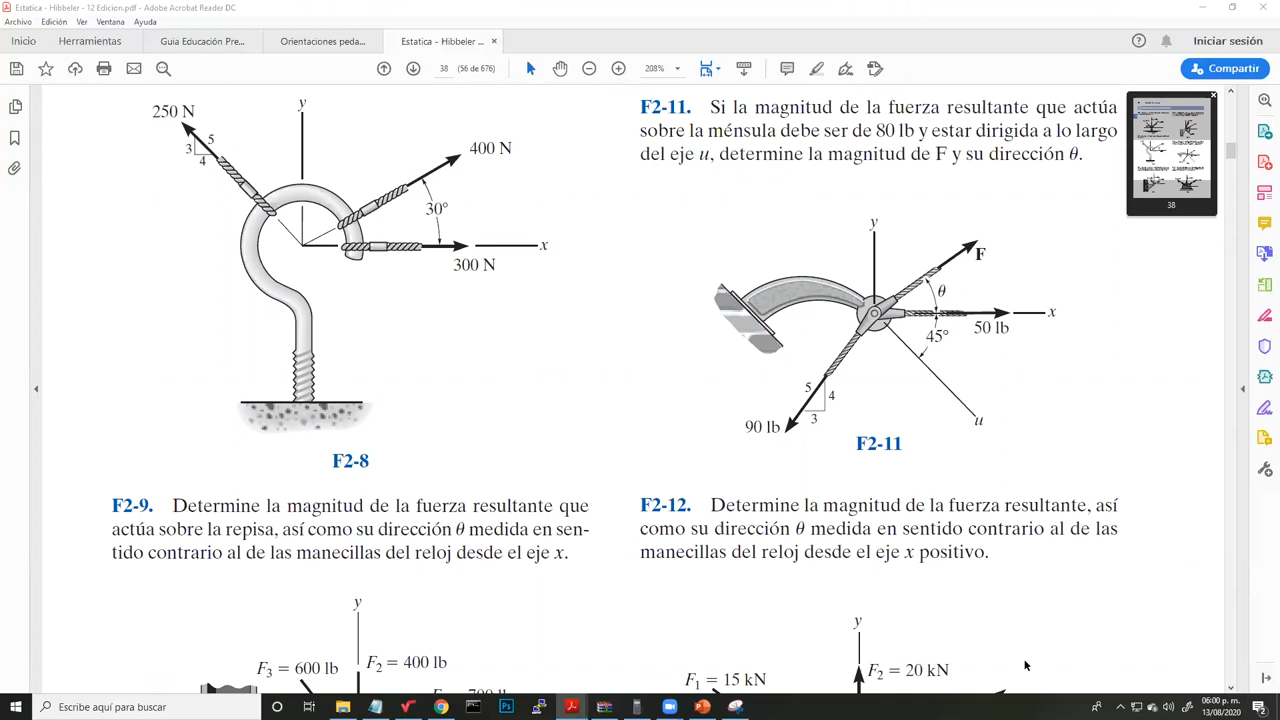 Estatica - Hibbeler - 12 Edicion.pdf - Adobe Acrobat Reader DC
Archivo Edición Ver Ventana Ayuda
Inicio Herramientas Guia Educación Pre... Orientaciones peda... Estatica - Hibbeler ... × Iniciar sesión
38 (56 de 676) 208% Compartir
250 N
5
3
4
y
400 N
30°
x
300 N
F2-8
F2-9. Determine la magnitud de la fuerza resultante que
actúa sobre la repisa, así como su dirección θ medida en sen-
tido contrario al de las manecillas del reloj desde el eje x.
y
F3 = 600 lb
F2 = 400 lb
F2-11. Si la magnitud de la fuerza resultante que actúa
sobre la ménsula debe ser de 80 lb y estar dirigida a lo largo
del eje u, determine la magnitud de F y su dirección θ.
y
F
θ
x
50 lb
45°
5
4
3
90 lb
u
F2-11
F2-12. Determine la magnitud de la fuerza resultante, así
como su dirección θ medida en sentido contrario al de las
manecillas del reloj desde el eje x positivo.
y
F1 = 15 kN
F2 = 20 kN
38
Escribe aquí para buscar
06:00 p. m.
13/08/2020